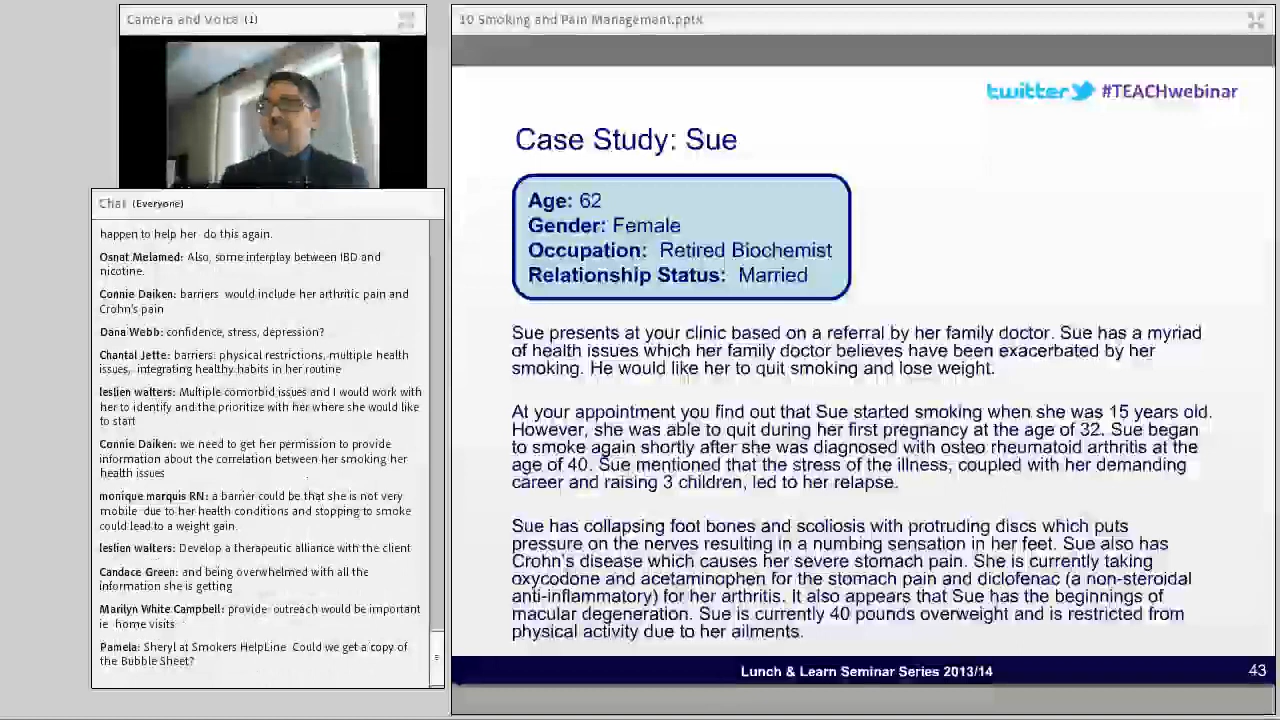 Camera and Voice (1)
10 Smoking and Pain Management.pptx
twitter #TEACHwebinar
Case Study: Sue
Age: 62
Gender: Female
Occupation: Retired Biochemist
Relationship Status: Married
Sue presents at your clinic based on a referral by her family doctor. Sue has a myriad
of health issues which her family doctor believes have been exacerbated by her
smoking. He would like her to quit smoking and lose weight.
At your appointment you find out that Sue started smoking when she was 15 years old.
However, she was able to quit during her first pregnancy at the age of 32. Sue began
to smoke again shortly after she was diagnosed with osteo rheumatoid arthritis at the
age of 40. Sue mentioned that the stress of the illness, coupled with her demanding
career and raising 3 children, led to her relapse.
Sue has collapsing foot bones and scoliosis with protruding discs which puts
pressure on the nerves resulting in a numbing sensation in her feet. Sue also has
Crohn's disease which causes her severe stomach pain. She is currently taking
oxycodone and acetaminophen for the stomach pain and diclofenac (a non-steroidal
anti-inflammatory) for her arthritis. It also appears that Sue has the beginnings of
macular degeneration. Sue is currently 40 pounds overweight and is restricted from
physical activity due to her ailments.
Lunch & Learn Seminar Series 2013/14
43
Chat (Everyone)
happen to help her do this again.
Osnat Melamed: Also, some interplay between IBD and
nicotine.
Connie Daiken: barriers would include her arthritic pain and
Crohn's pain
Dana Webb: confidence, stress, depression?
Chantal Jette: barriers: physical restrictions, multiple health
issues, integrating healthy habits in her routine
leslien walters: Multiple comorbid issues and I would work with
her to identify and the prioritize with her where she would like
to start
Connie Daiken: we need to get her permission to provide
information about the correlation between her smoking her
health issues
monique marquis RN: a barrier could be that she is not very
mobile due to her health conditions and stopping to smoke
could lead to a weight gain.
leslien walters: Develop a therapeutic alliance with the client
Candace Green: and being overwhelmed with all the
information she is getting
Marilyn White Campbell: provide outreach would be important
ie home visits
Pamela: Sheryl at Smokers HelpLine Could we get a copy of
the Bubble Sheet?